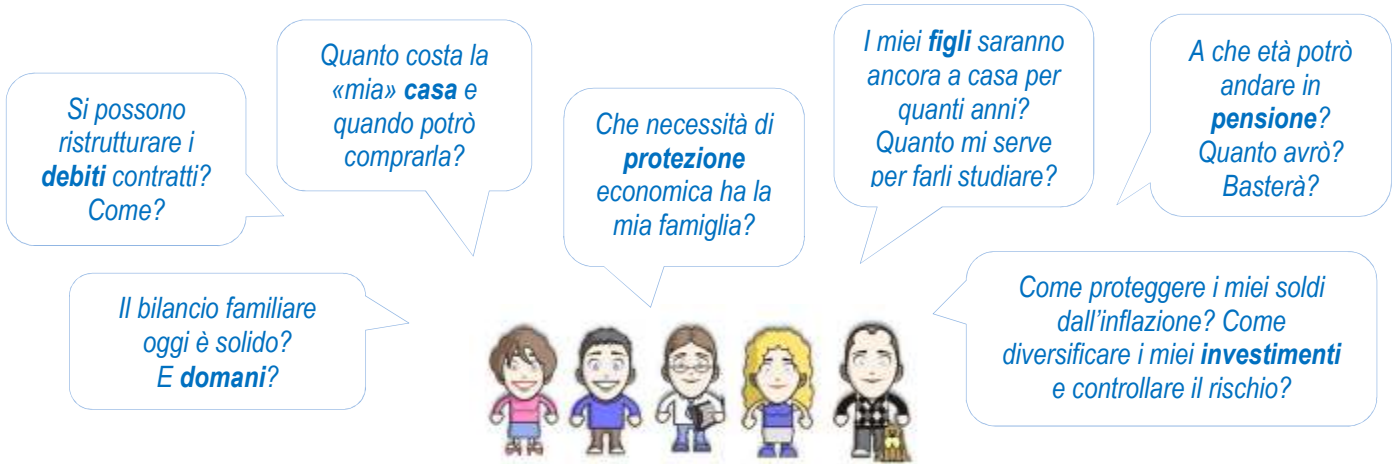 Si possono
ristrutturare i
debiti contratti?
Come?
Quanto costa la
«mia» casa e
quando potrò
comprarla?
Che necessità di
protezione
economica ha la
mia famiglia?
I miei figli saranno
ancora a casa per
quanti anni?
Quanto mi serve
per farli studiare?
A che età potrò
andare in
pensione?
Quanto avrò?
Basterà?
Il bilancio familiare
oggi è solido?
E domani?
Come proteggere i miei soldi
dall'inflazione? Come
diversificare i miei investimenti
e controllare il rischio?